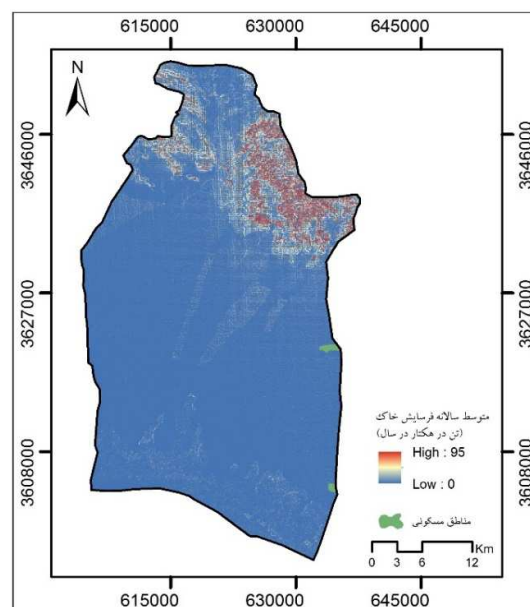 615000 630000 645000
N
3646000 3646000
3627000 3627000
متوسط سالانه فرسایش خاک
(تن در هکتار در سال)
High : 95
Low : 0
3608000 3608000
مناطق مسکونی
Km
0 3 6 12
615000 630000 645000